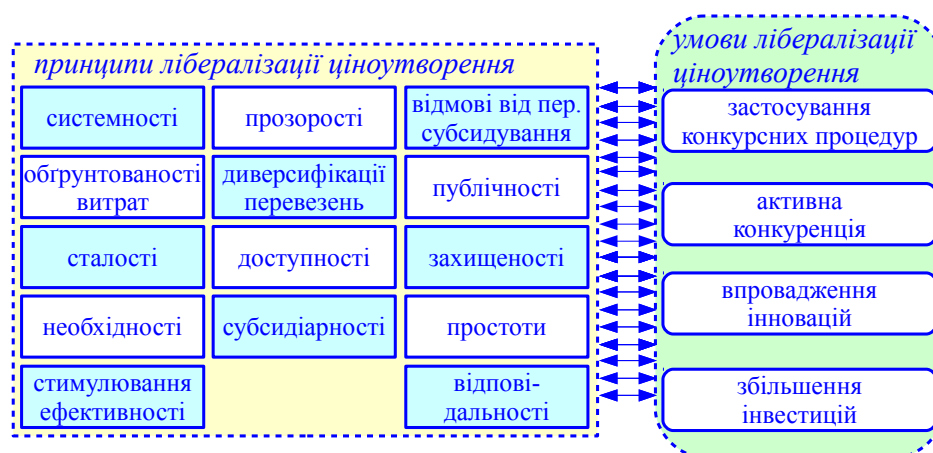 принципи лібералізації ціноутворення
системності
прозорості
відмові від пер.
субсидування
обґрунтованості
витрат
диверсифікації
перевезень
публічності
сталості
доступності
захищеності
необхідності
субсидіарності
простоти
стимулювання
ефективності
відпові-
дальності
умови лібералізації
ціноутворення
застосування
конкурсних процедур
активна
конкуренція
впровадження
інновацій
збільшення
інвестицій